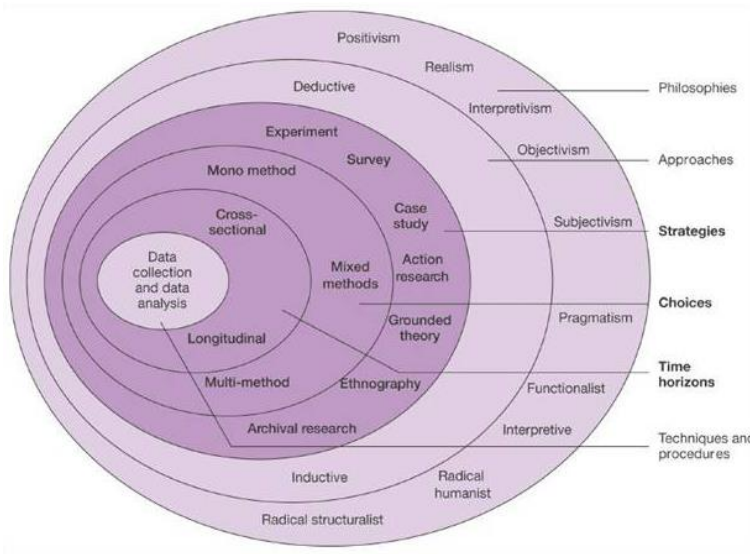 Positivism
Realism
Philosophies
Deductive
Interpretivism
Experiment
Objectivism
Survey
Approaches
Mono method
Cross-
sectional
Case
study
Subjectivism
Strategies
Data
collection
and data
analysis
Mixed
methods
Action
research
Choices
Grounded
theory
Pragmatism
Longitudinal
Time
horizons
Multi-method
Ethnography
Functionalist
Archival research
Interpretive
Techniques and
procedures
Inductive
Radical
humanist
Radical structuralist